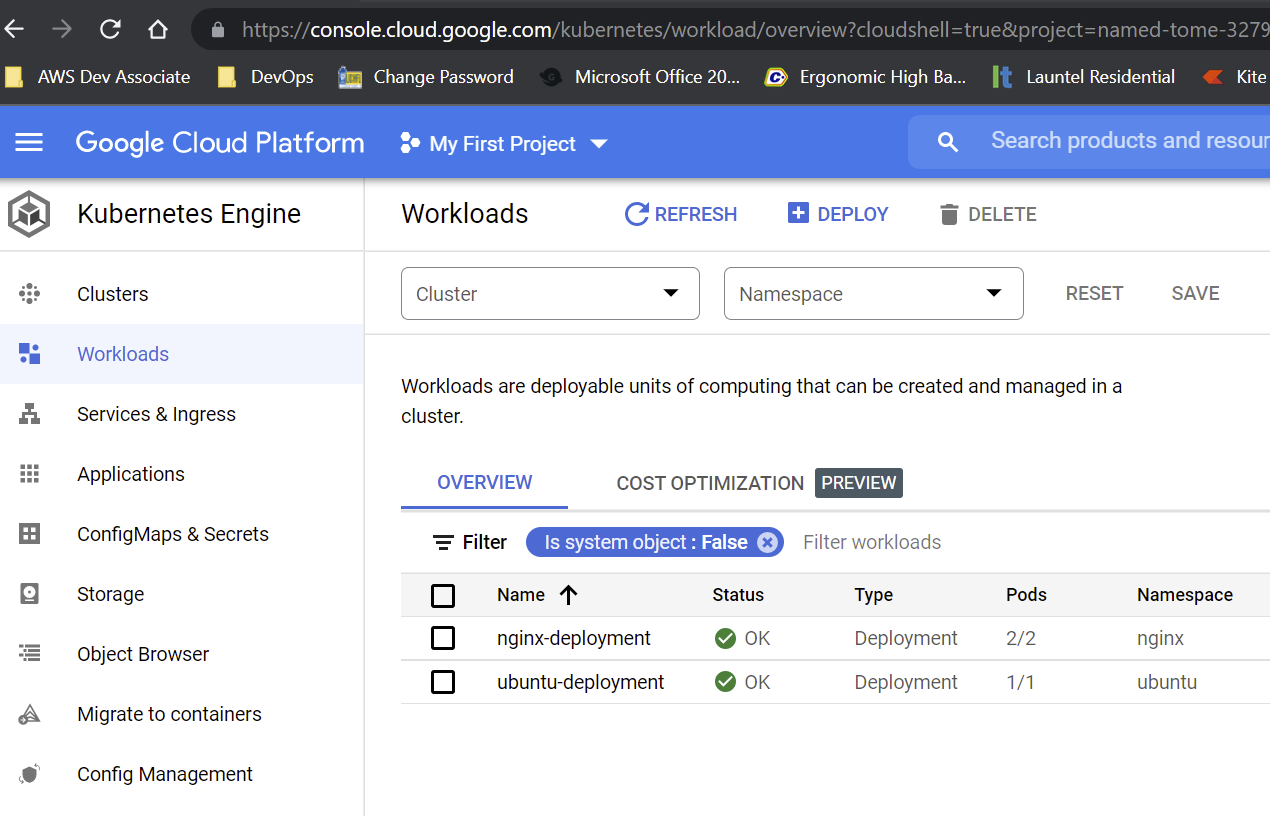 https://console.cloud.google.com/kubernetes/workload/overview?cloudshell=true&project=named-tome-3279
AWS Dev Associate DevOps Change Password Microsoft Office 20... Ergonomic High Ba... Launtel Residential Kite
Google Cloud Platform My First Project Search products and resour
Kubernetes Engine Workloads REFRESH DEPLOY DELETE
Clusters Cluster Namespace RESET SAVE
Workloads
Workloads are deployable units of computing that can be created and managed in a
Services & Ingress cluster.
Applications OVERVIEW COST OPTIMIZATION PREVIEW
ConfigMaps & Secrets Filter Is system object : False Filter workloads
Storage Name Status Type Pods Namespace
Object Browser nginx-deployment OK Deployment 2/2 nginx
ubuntu-deployment OK Deployment 1/1 ubuntu
Migrate to containers
Config Management